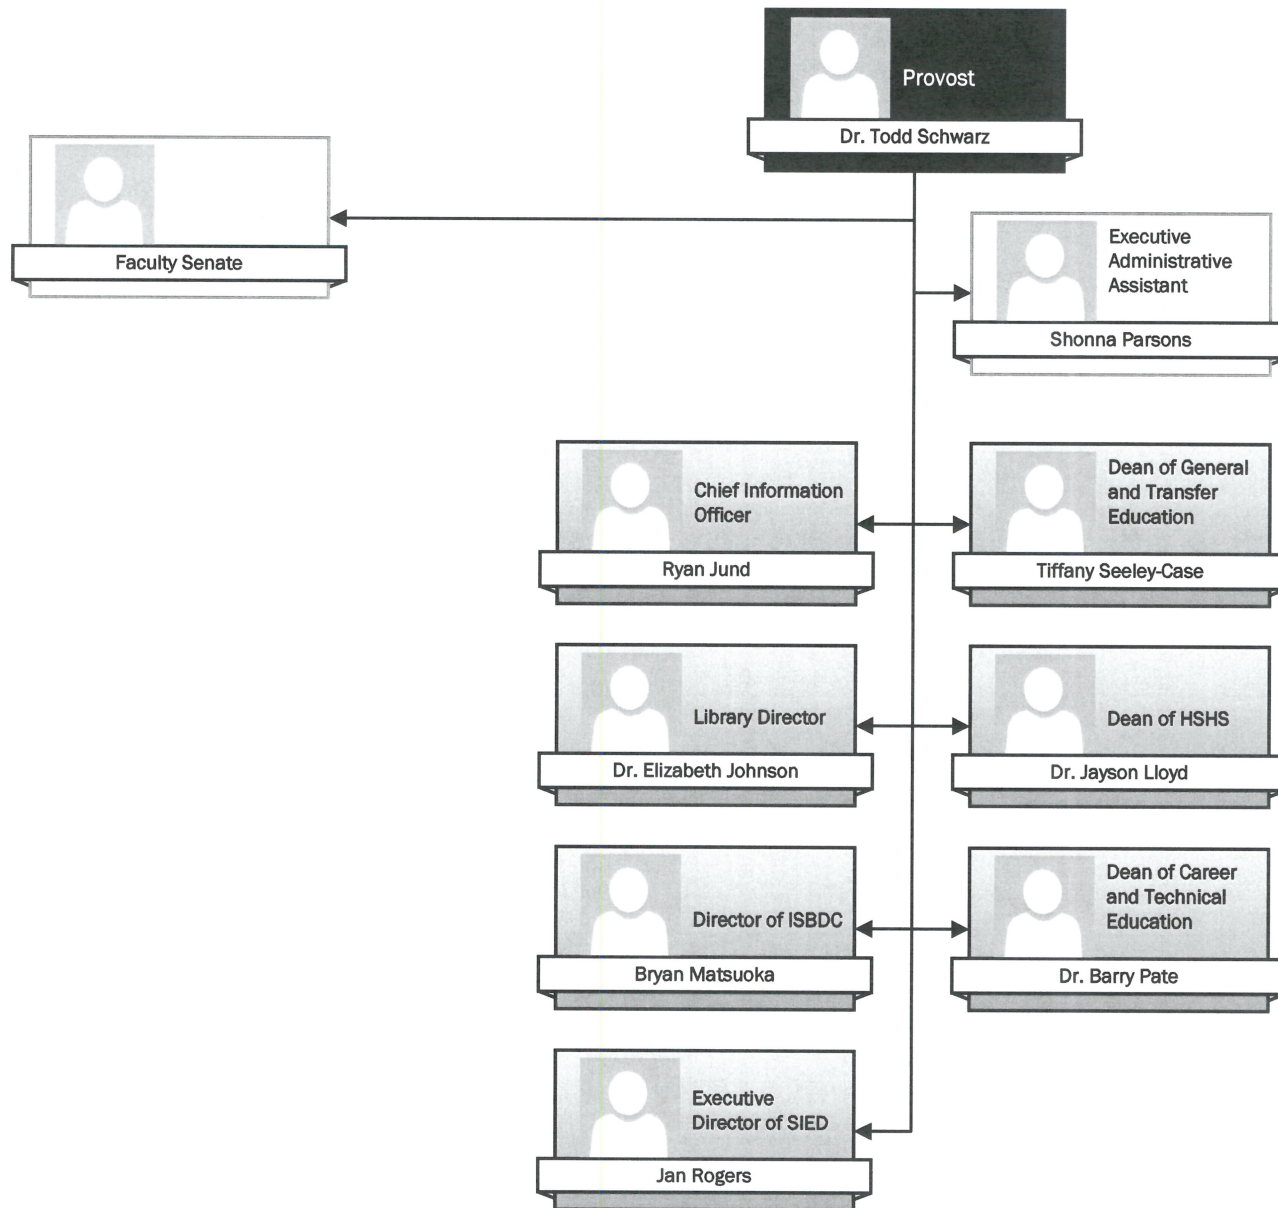 Provost
Dr. Todd Schwarz
Faculty Senate
Executive
Administrative
Assistant
Shonna Parsons
Chief Information
Officer
Ryan Jund
Dean of General
and Transfer
Education
Tiffany Seeley-Case
Library Director
Dr. Elizabeth Johnson
Dean of HSHS
Dr. Jayson Lloyd
Director of ISBDC
Bryan Matsuoka
Dean of Career
and Technical
Education
Dr. Barry Pate
Executive
Director of SIED
Jan Rogers